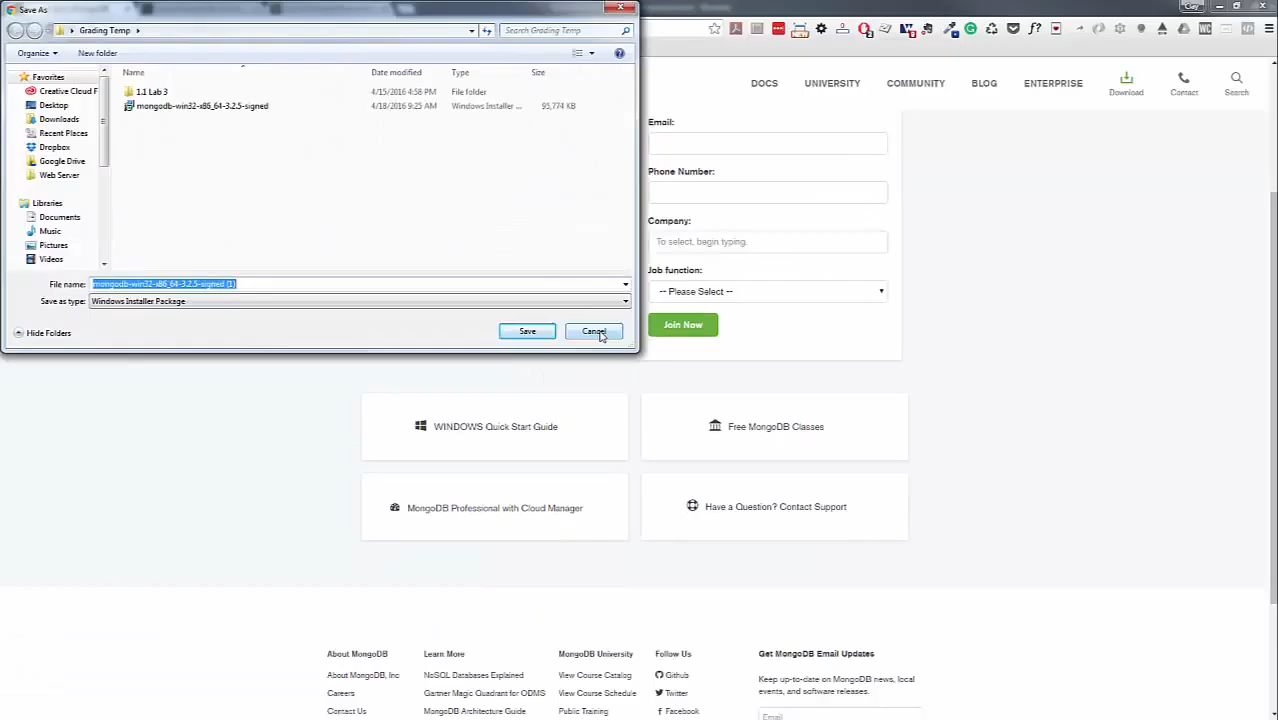 Save As
Clay
Grading Temp
Search Grading Temp
Organize
New folder
Favorites
Creative Cloud F
Desktop
Downloads
Recent Places
Dropbox
Google Drive
Web Server
Libraries
Documents
Music
Pictures
Videos
Name Date modified Type Size
1.1 Lab 3 4/15/2016 4:58 PM File folder
mongodb-win32-x86_64-3.2.5-signed 4/18/2016 9:25 AM Windows Installer ... 95,774 KB
File name: mongodb-win32-x86_64-3.2.5-signed (1)
Save as type: Windows Installer Package
Hide Folders
Save
Cancel
DOCS UNIVERSITY COMMUNITY BLOG ENTERPRISE Download Contact Search
Email:
Phone Number:
Company:
To select, begin typing.
Job function:
-- Please Select --
Join Now
WINDOWS Quick Start Guide
Free MongoDB Classes
MongoDB Professional with Cloud Manager
Have a Question? Contact Support
About MongoDB
About MongoDB, Inc
Careers
Contact Us
Learn More
NoSQL Databases Explained
Gartner Magic Quadrant for ODMS
MongoDB Architecture Guide
MongoDB University
View Course Catalog
View Course Schedule
Public Training
Follow Us
Github
Twitter
Facebook
Get MongoDB Email Updates
Keep up-to-date on MongoDB news, local
events, and software releases.
Email